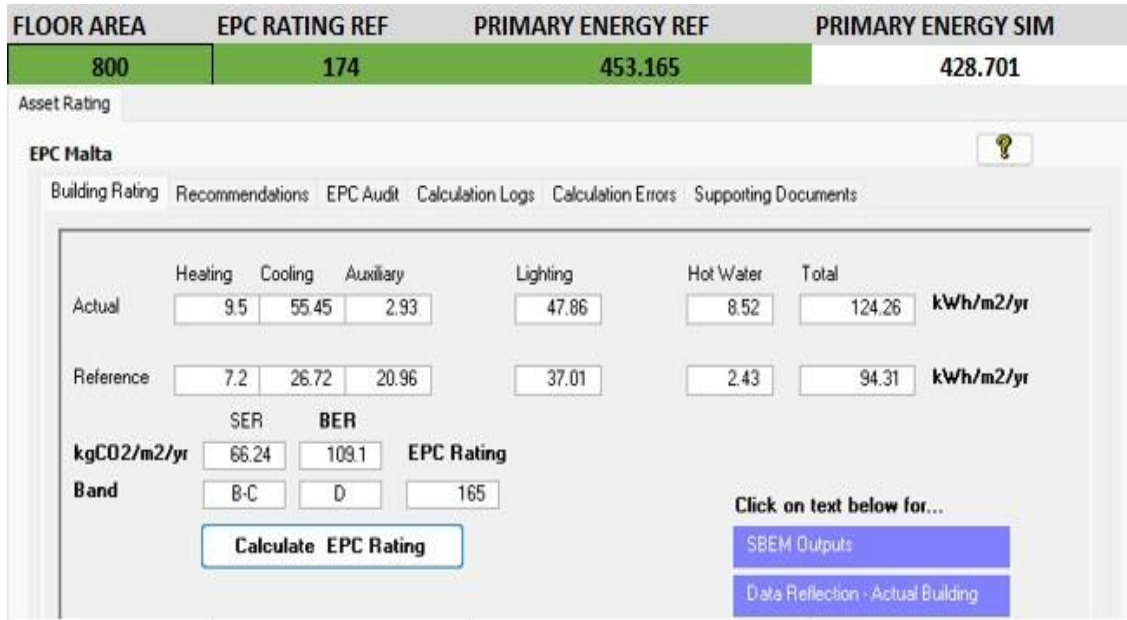 FLOOR AREA EPC RATING REF PRIMARY ENERGY REF PRIMARY ENERGY SIM
800 174 453.165 428.701
Asset Rating
EPC Malta
?
Building Rating Recommendations EPC Audit Calculation Logs Calculation Errors Supporting Documents
Heating Cooling Auxiliary Lighting Hot Water Total
Actual 9.5 55.45 2.93 47.86 8.52 124.26 kWh/m2/yr
Reference 7.2 26.72 20.96 37.01 2.43 94.31 kWh/m2/yr
SER BER
kgCO2/m2/yr 66.24 109.1 EPC Rating
Band B-C D 165
Click on text below for...
Calculate EPC Rating
SBEM Outputs
Data Reflection - Actual Building